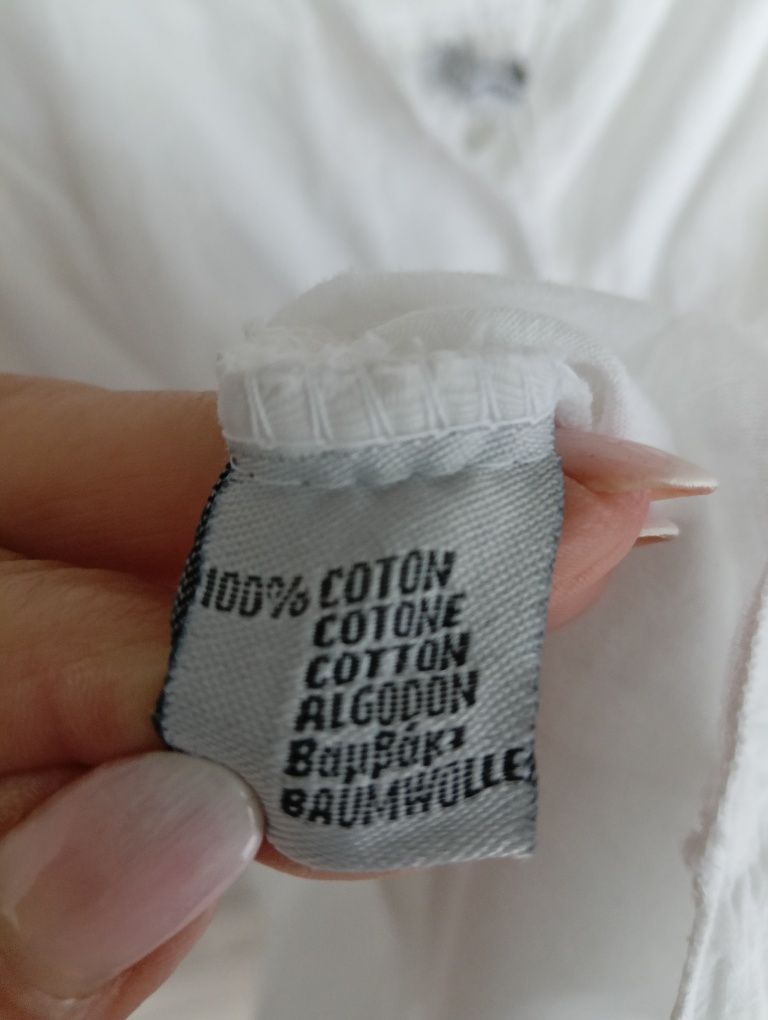 100% COTON
COTONE
COTTON
ALGODON
Βαμβάκι
BAUMWOLLE